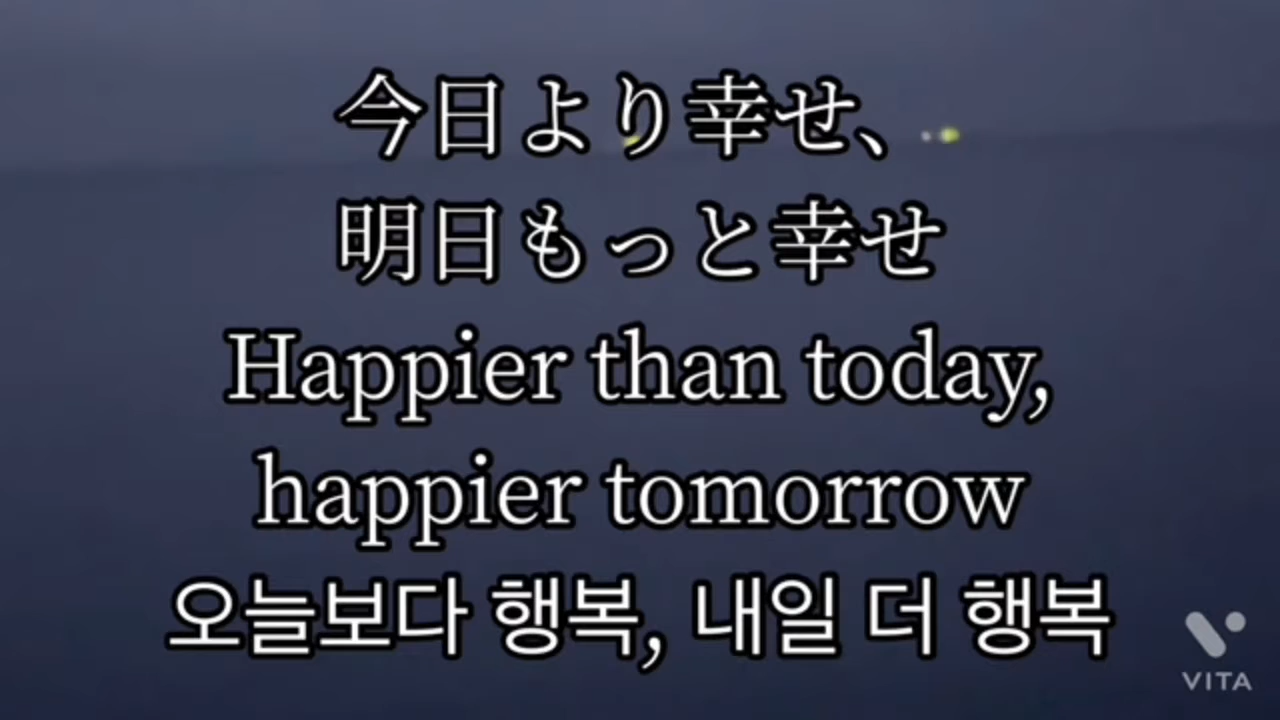 今日より幸せ、
明日もっと幸せ
Happier than today,
happier tomorrow
오늘보다 행복, 내일 더 행복
VITA